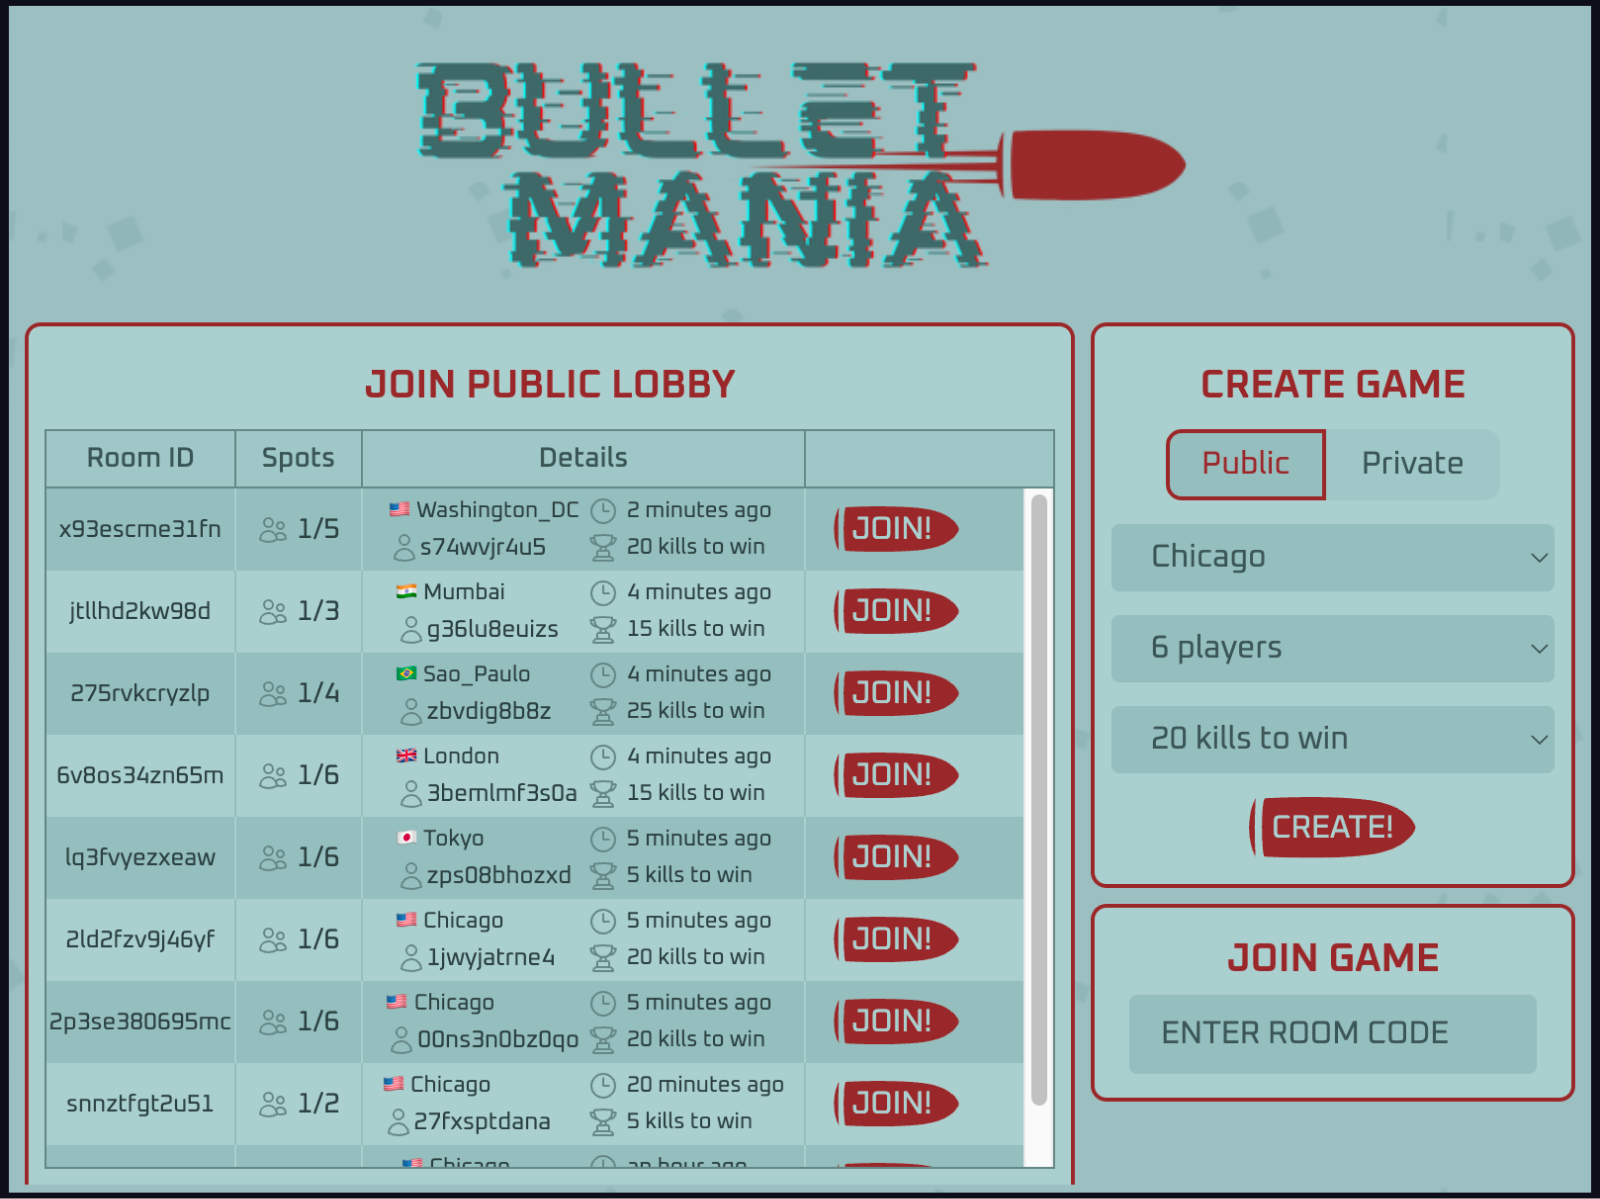 BULLET
MANIA
JOIN PUBLIC LOBBY
Room ID Spots Details
x93escme31fn 1/5 Washington_DC 2 minutes ago JOIN!
s74wvjr4u5 20 kills to win
jtllhd2kw98d 1/3 Mumbai 4 minutes ago JOIN!
g36lu8euizs 15 kills to win
275rvkcryzlp 1/4 Sao_Paulo 4 minutes ago JOIN!
zbvdig8b8z 25 kills to win
6v8os34zn65m 1/6 London 4 minutes ago JOIN!
3bemlmf3s0a 15 kills to win
lq3fvyezxeaw 1/6 Tokyo 5 minutes ago JOIN!
zps08bhozxd 5 kills to win
2ld2fzv9j46yf 1/6 Chicago 5 minutes ago JOIN!
1jwyjatrne4 20 kills to win
2p3se380695mc 1/6 Chicago 5 minutes ago JOIN!
00ns3n0bz0qo 20 kills to win
snnztfgt2u51 1/2 Chicago 20 minutes ago JOIN!
27fxsptdana 5 kills to win
Chicago an hour ago
CREATE GAME
Public Private
Chicago
6 players
20 kills to win
CREATE!
JOIN GAME
ENTER ROOM CODE